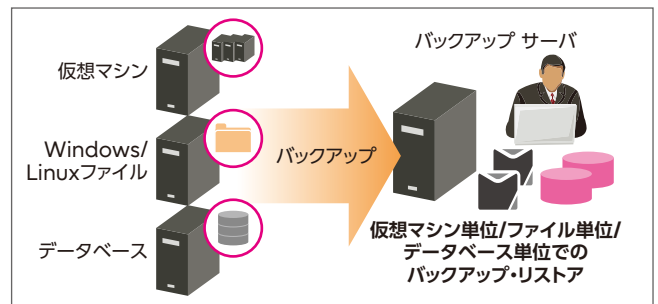 仮想マシン
Windows/
Linuxファイル
データベース
バックアップ
バックアップ サーバ
仮想マシン単位/ファイル単位/
データベース単位での
バックアップ・リストア